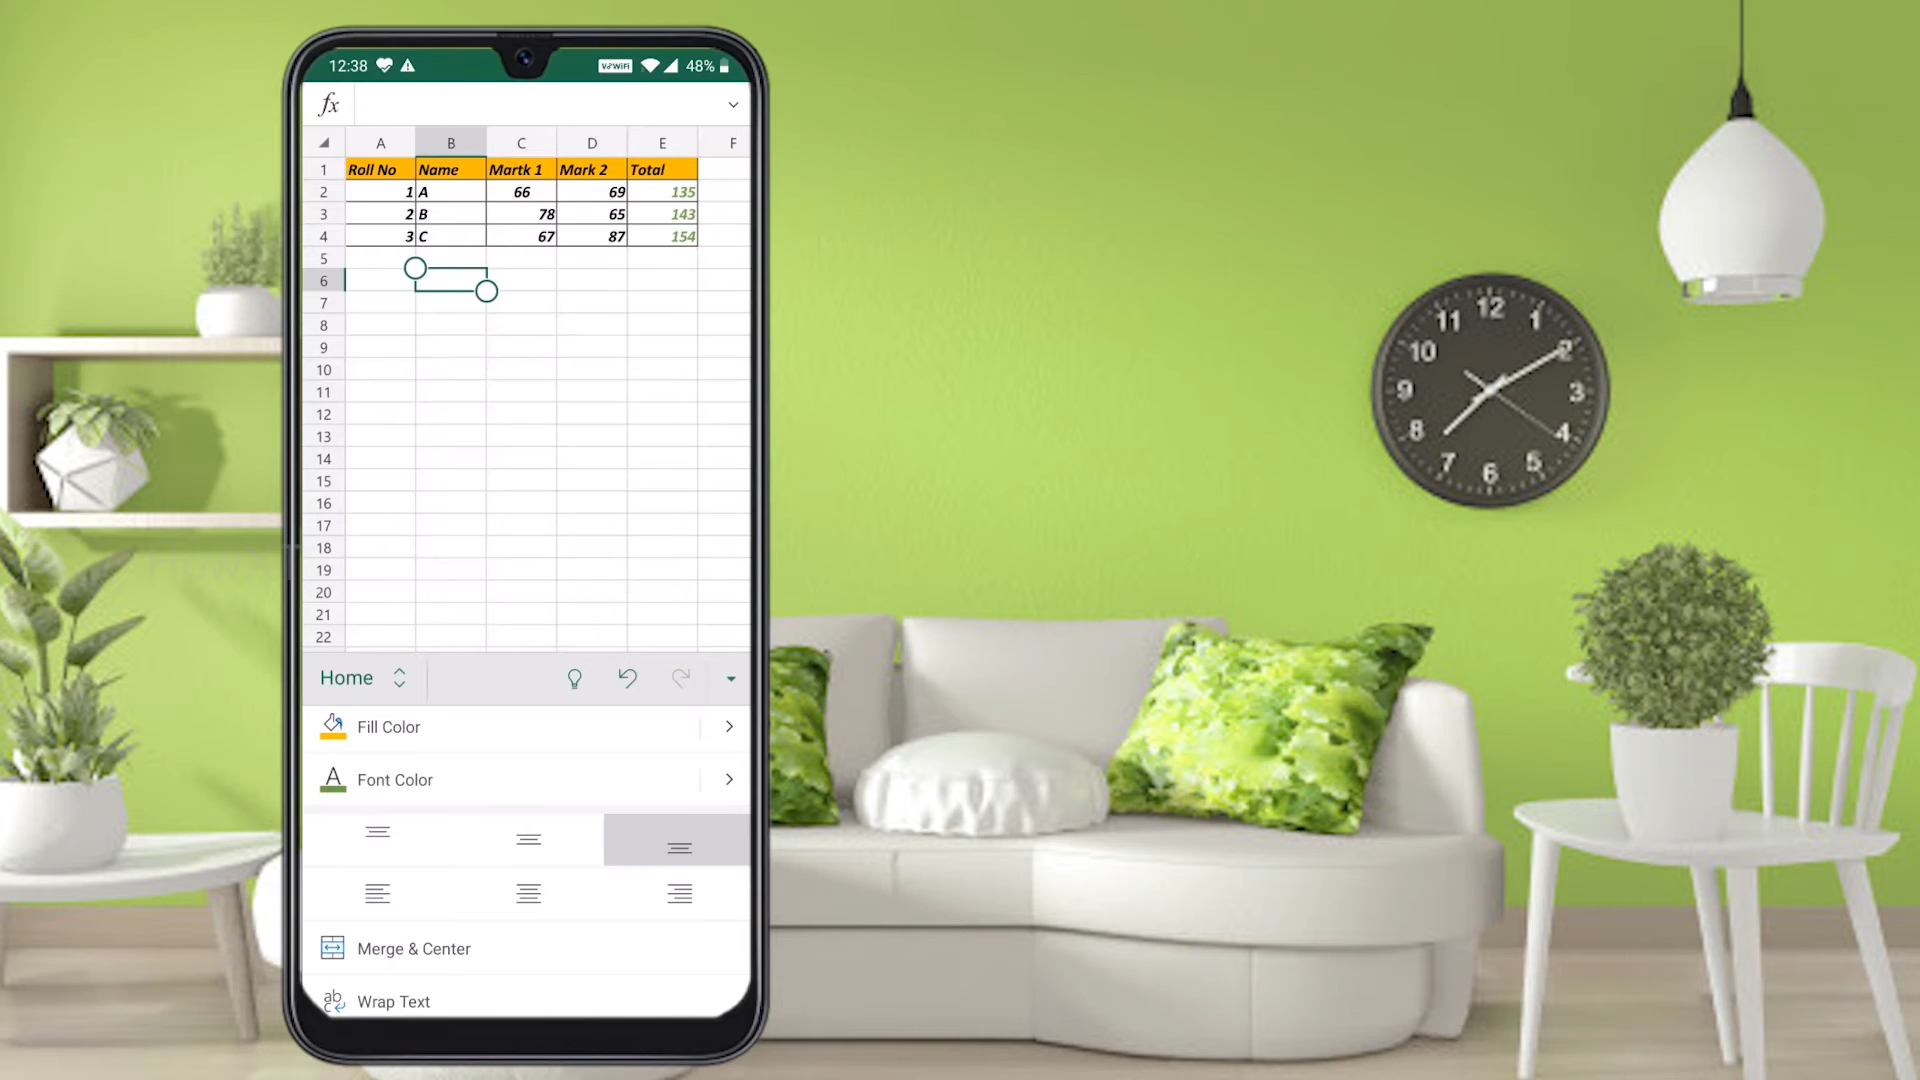 12:38 VoWiFi 48%
fx
A B C D E F
1 Roll No Name Martk 1 Mark 2 Total
2 1 A 66 69 135
3 2 B 78 65 143
4 3 C 67 87 154
5
6
7
8
9
10
11
12
13
14
15
16
17
18
19
20
21
22
Home
Fill Color
A Font Color
Merge & Center
abc Wrap Text
12
11 1
10 2
9 3
8 4
7 5
6